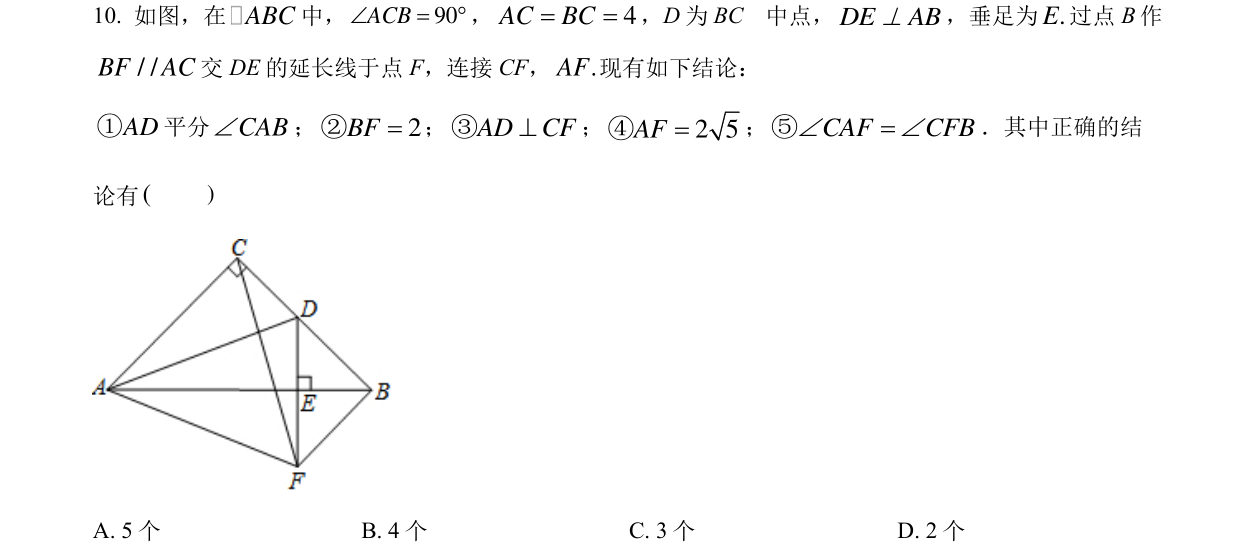 10. 如图，在□ABC 中，∠ACB = 90°，AC = BC = 4，D 为 BC 中点，DE ⊥ AB，垂足为 E. 过点 B 作
BF / /AC 交 DE 的延长线于点 F，连接 CF，AF. 现有如下结论：
①AD 平分∠CAB；②BF = 2；③AD ⊥ CF；④AF = 2√5；⑤∠CAF = ∠CFB．其中正确的结
论有 (　　)
C
D
A
E
B
F
A. 5 个 B. 4 个 C. 3 个 D. 2 个